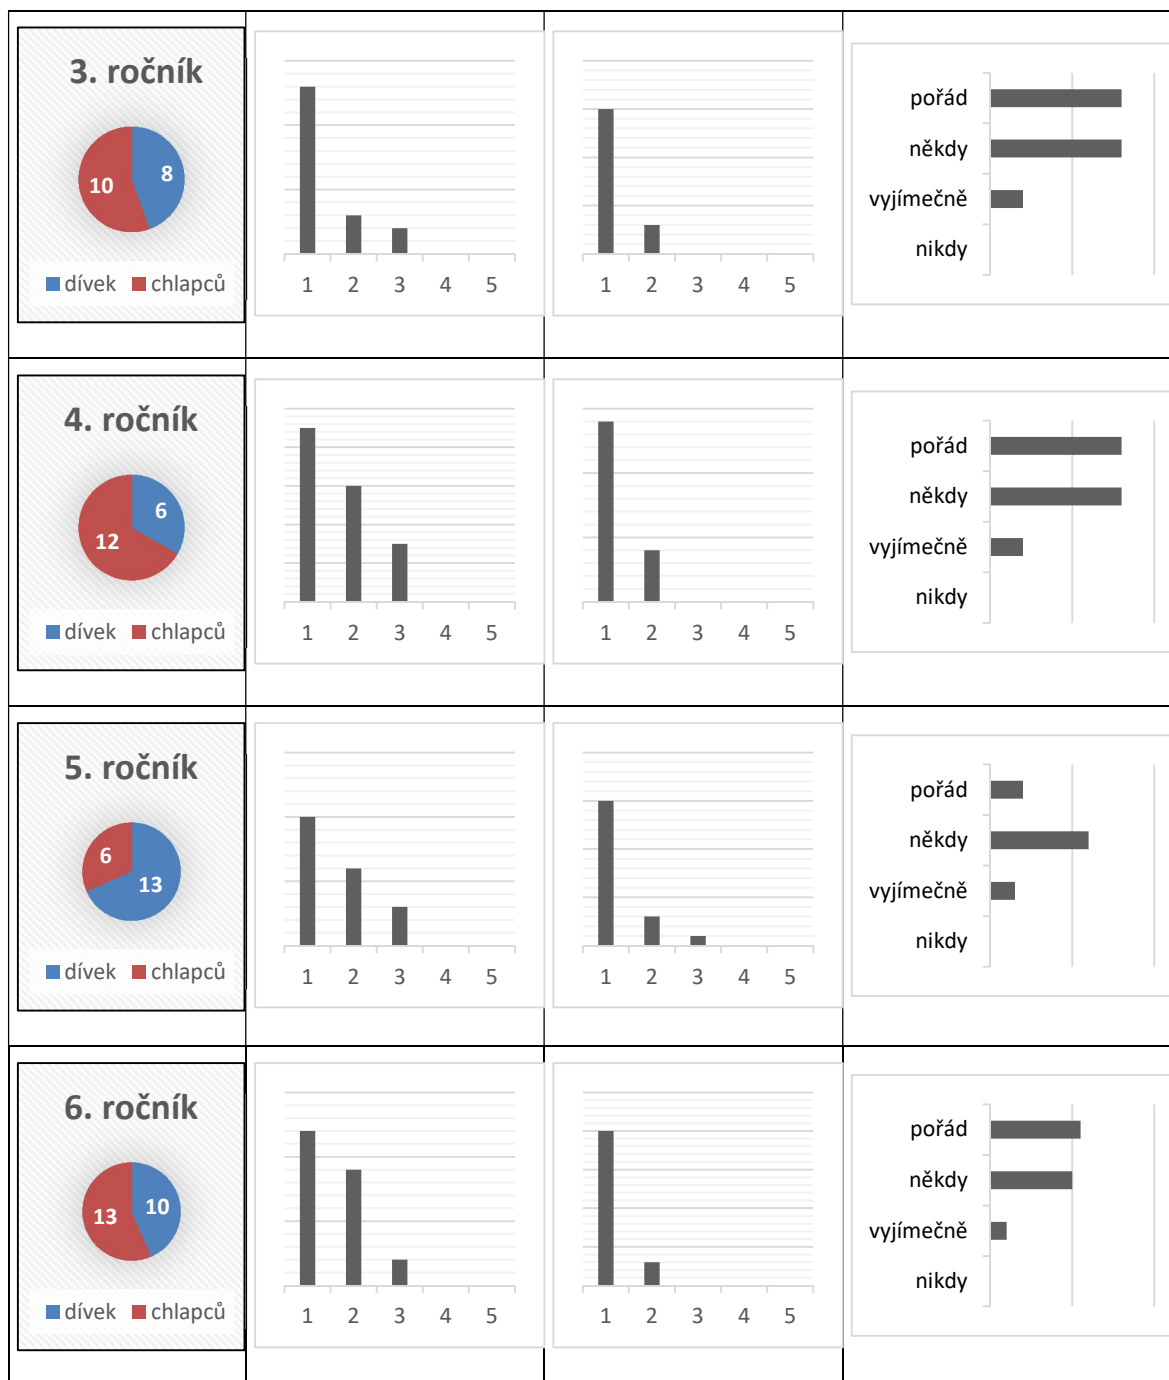 3. ročník
10 8
dívek chlapců
1 2 3 4 5
1 2 3 4 5
pořád
někdy
vyjímečně
nikdy
4. ročník
6
12
dívek chlapců
1 2 3 4 5
1 2 3 4 5
pořád
někdy
vyjímečně
nikdy
5. ročník
6
13
dívek chlapců
1 2 3 4 5
1 2 3 4 5
pořád
někdy
vyjímečně
nikdy
6. ročník
13 10
dívek chlapců
1 2 3 4 5
1 2 3 4 5
pořád
někdy
vyjímečně
nikdy